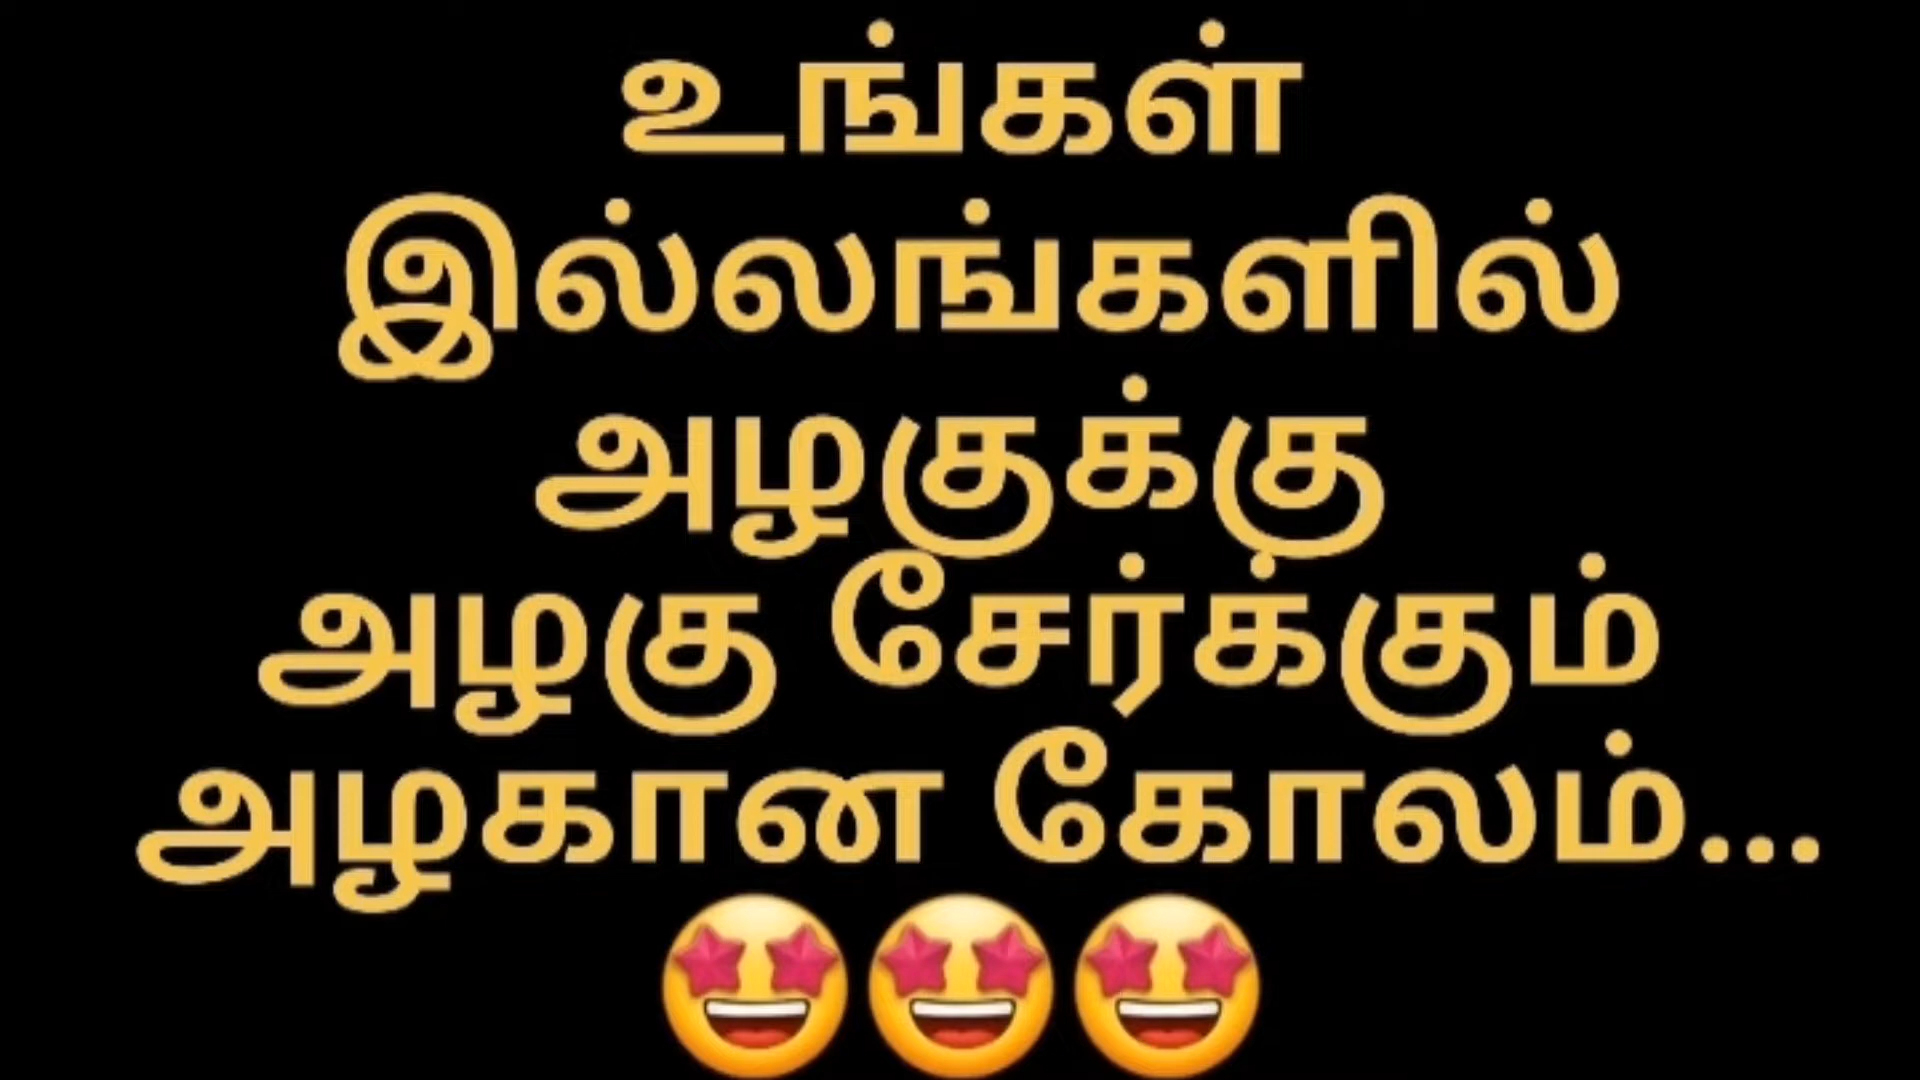 உங்கள்
இல்லங்களில்
அழகுக்கு
அழகு சேர்க்கும்
அழகான கோலம்...
🤩🤩🤩